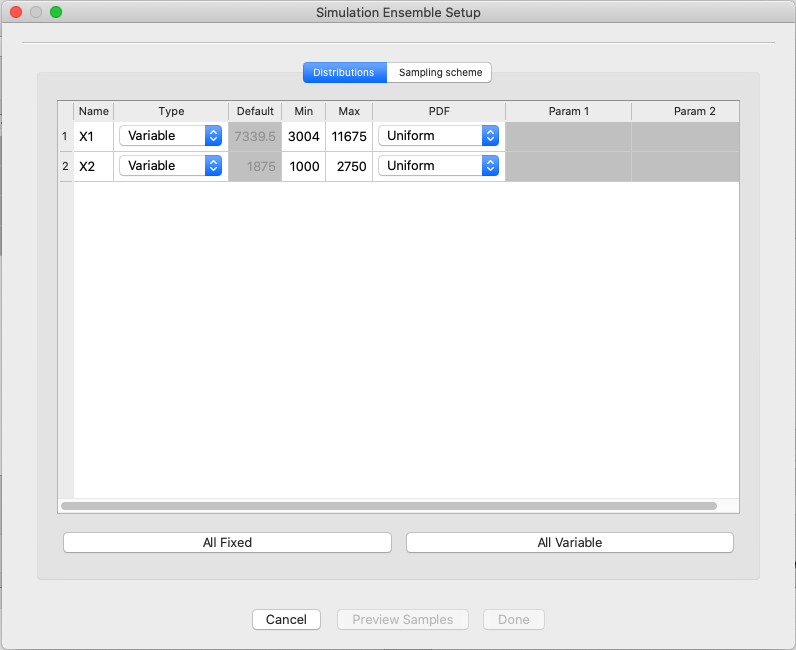 Simulation Ensemble Setup
Distributions Sampling scheme
Name Type Default Min Max PDF Param 1 Param 2
1 X1 Variable 7339.5 3004 11675 Uniform
2 X2 Variable 1875 1000 2750 Uniform
All Fixed All Variable
Cancel Preview Samples Done